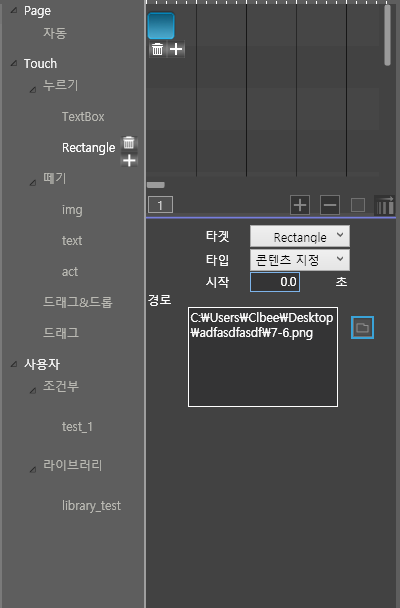 Page
자동
Touch
누르기
TextBox
Rectangle
떼기
img
text
act
드래그&드롭
드래그
사용자
조건부
test_1
라이브러리
library_test
1
타겟 Rectangle
타입 콘텐츠 지정
시작 0.0 초
경로
C:₩Users₩Clbee₩Desktop
₩adfasdfasdf₩7-6.png